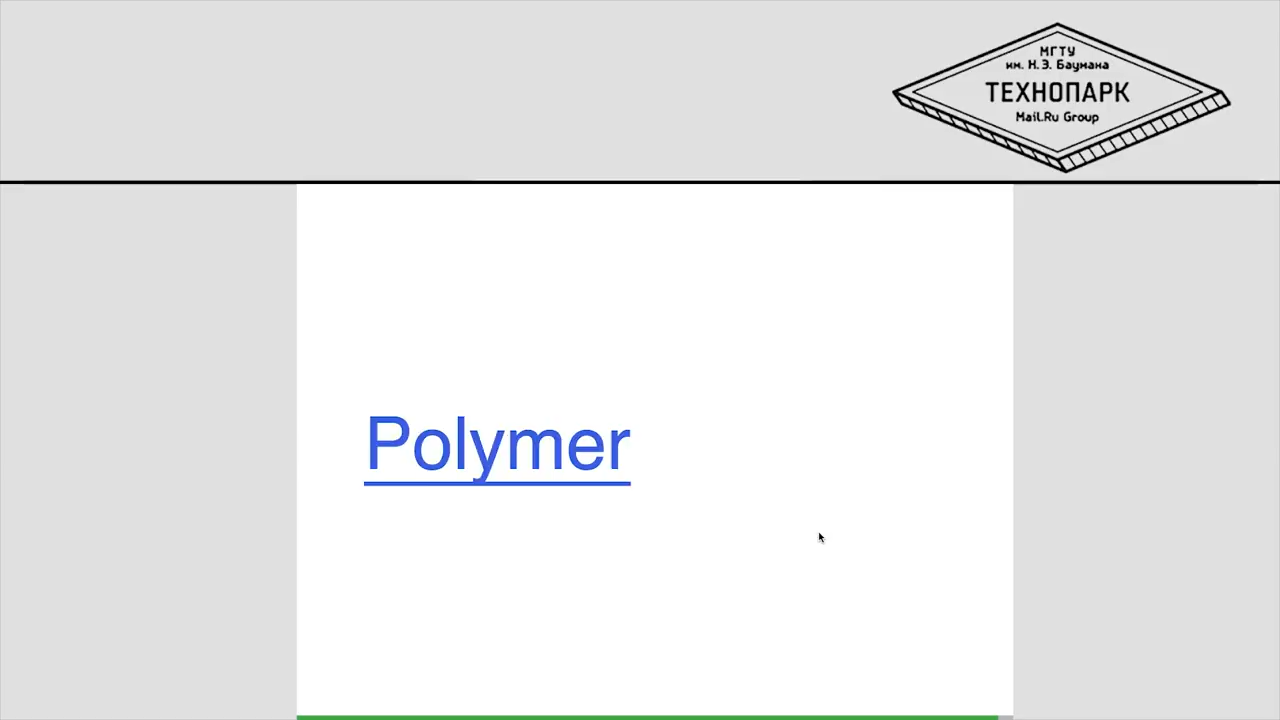 МГТУ
им. Н.Э. Баумана
ТЕХНОПАРК
Mail.Ru Group
Polymer